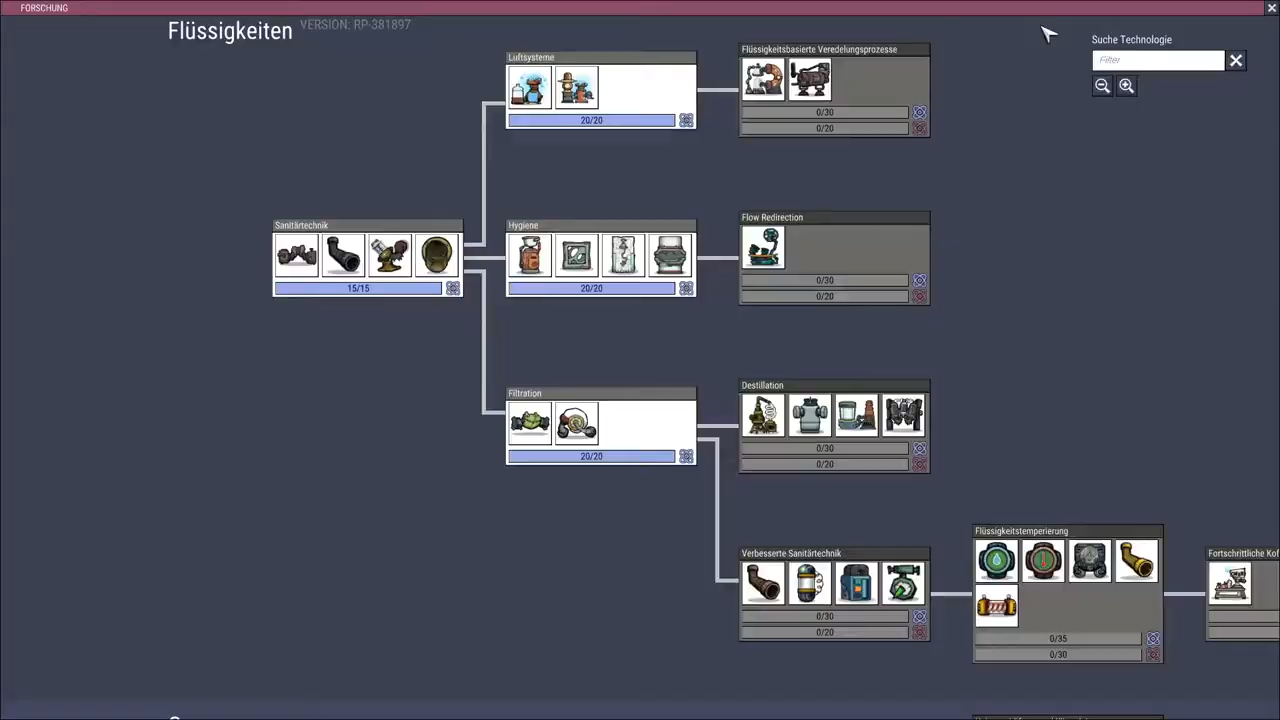 FORSCHUNG
Flüssigkeiten
VERSION: RP-381897
Suche Technologie
Filter
Luftsysteme
20/20
Flüssigkeitsbasierte Veredelungsprozesse
0/30
0/20
Sanitärtechnik
15/15
Hygiene
20/20
Flow Redirection
0/30
0/20
Filtration
20/20
Destillation
0/30
0/20
Verbesserte Sanitärtechnik
0/30
0/20
Flüssigkeitstemperierung
0/35
0/30
Fortschrittliche Kof